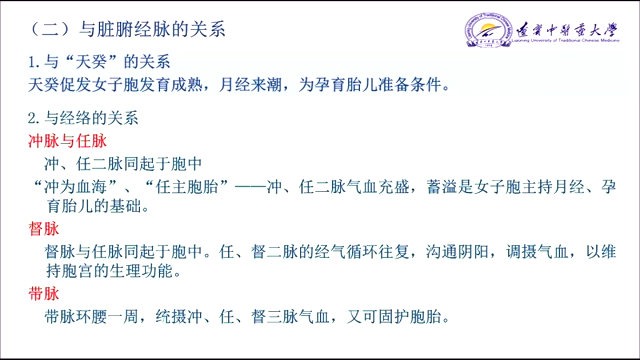 （二）与脏腑经脉的关系
辽宁中医药大学
Liaoning University of Traditional Chinese Medicine
1.与“天癸”的关系
天癸促发女子胞发育成熟，月经来潮，为孕育胎儿准备条件。
2.与经络的关系
冲脉与任脉
冲、任二脉同起于胞中
“冲为血海”、“任主胞胎”——冲、任二脉气血充盛，蓄溢是女子胞主持月经、孕
育胎儿的基础。
督脉
督脉与任脉同起于胞中。任、督二脉的经气循环往复，沟通阴阳，调摄气血，以维
持胞宫的生理功能。
带脉
带脉环腰一周，统摄冲、任、督三脉气血，又可固护胞胎。